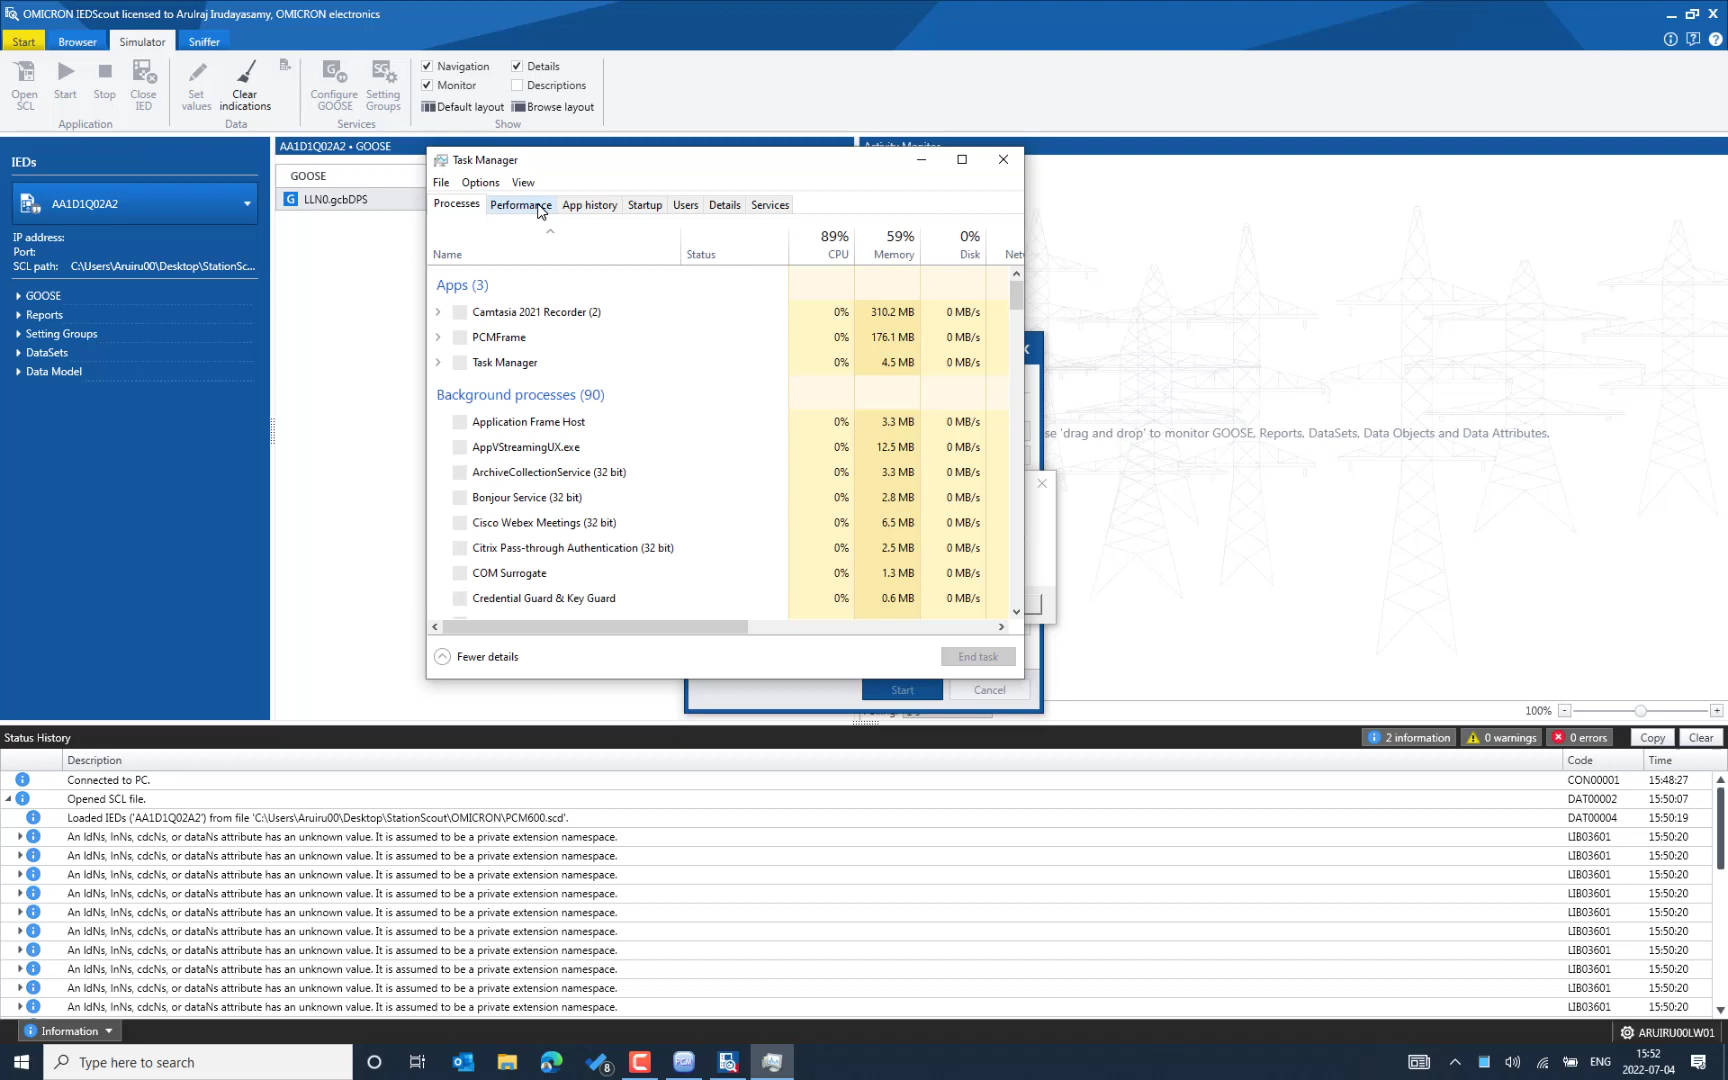 OMICRON IEDScout licensed to Arulraj Irudayasamy, OMICRON electronics
Start Browser Simulator Sniffer
Open SCL
Start
Stop
Close IED
Set values
Clear indications
Configure GOOSE
Setting Groups
Navigation Details
Monitor Descriptions
Default layout Browse layout
Application Data Services Show
IEDs
AA1D1Q02A2
IP address:
Port:
SCL path: C:\Users\Aruiru00\Desktop\StationSc...
GOOSE
Reports
Setting Groups
DataSets
Data Model
AA1D1Q02A2 • GOOSE
GOOSE
LLN0.gcbDPS
Task Manager
File Options View
Processes Performance App history Startup Users Details Services
89% 59% 0%
Name Status CPU Memory Disk Net
Apps (3)
Camtasia 2021 Recorder (2) 0% 310.2 MB 0 MB/s
PCMFrame 0% 176.1 MB 0 MB/s
Task Manager 0% 4.5 MB 0 MB/s
Background processes (90)
Application Frame Host 0% 3.3 MB 0 MB/s
AppVStreamingUX.exe 0% 12.5 MB 0 MB/s
ArchiveCollectionService (32 bit) 0% 3.3 MB 0 MB/s
Bonjour Service (32 bit) 0% 2.8 MB 0 MB/s
Cisco Webex Meetings (32 bit) 0% 6.5 MB 0 MB/s
Citrix Pass-through Authentication (32 bit) 0% 2.5 MB 0 MB/s
COM Surrogate 0% 1.3 MB 0 MB/s
Credential Guard & Key Guard 0% 0.6 MB 0 MB/s
Fewer details End task
Start Cancel
'drag and drop' to monitor GOOSE, Reports, DataSets, Data Objects and Data Attributes.
100%
Status History 2 information 0 warnings 0 errors Copy Clear
Description Code Time
Connected to PC. CON00001 15:48:27
Opened SCL file. DAT00002 15:50:07
Loaded IEDs ('AA1D1Q02A2') from file 'C:\Users\Aruiru00\Desktop\StationScout\OMICRON\PCM600.scd'. DAT00004 15:50:19
An ldNs, lnNs, cdcNs, or dataNs attribute has an unknown value. It is assumed to be a private extension namespace. LIB03601 15:50:20
An ldNs, lnNs, cdcNs, or dataNs attribute has an unknown value. It is assumed to be a private extension namespace. LIB03601 15:50:20
An ldNs, lnNs, cdcNs, or dataNs attribute has an unknown value. It is assumed to be a private extension namespace. LIB03601 15:50:20
An ldNs, lnNs, cdcNs, or dataNs attribute has an unknown value. It is assumed to be a private extension namespace. LIB03601 15:50:20
An ldNs, lnNs, cdcNs, or dataNs attribute has an unknown value. It is assumed to be a private extension namespace. LIB03601 15:50:20
An ldNs, lnNs, cdcNs, or dataNs attribute has an unknown value. It is assumed to be a private extension namespace. LIB03601 15:50:20
An ldNs, lnNs, cdcNs, or dataNs attribute has an unknown value. It is assumed to be a private extension namespace. LIB03601 15:50:20
An ldNs, lnNs, cdcNs, or dataNs attribute has an unknown value. It is assumed to be a private extension namespace. LIB03601 15:50:20
An ldNs, lnNs, cdcNs, or dataNs attribute has an unknown value. It is assumed to be a private extension namespace. LIB03601 15:50:20
An ldNs, lnNs, cdcNs, or dataNs attribute has an unknown value. It is assumed to be a private extension namespace. LIB03601 15:50:20
Information ARUIRU00LW01
Type here to search 8 ENG 15:52
2022-07-04